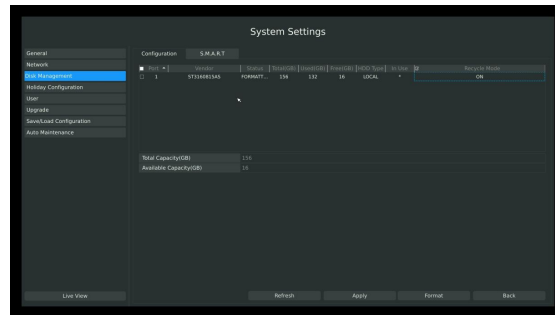 System Settings
General
Network
Disk Management
Holiday Configuration
User
Upgrade
Save/Load Configuration
Auto Maintenance
Live View
Configuration S.M.A.R.T
Port Vendor Status Total(GB) Used(GB) Free(GB) HDD Type In Use Recycle Mode
1 ST3160815AS FORMATT... 156 132 16 LOCAL * ON
Total Capacity(GB) 156
Available Capacity(GB) 16
Refresh Apply Format Back